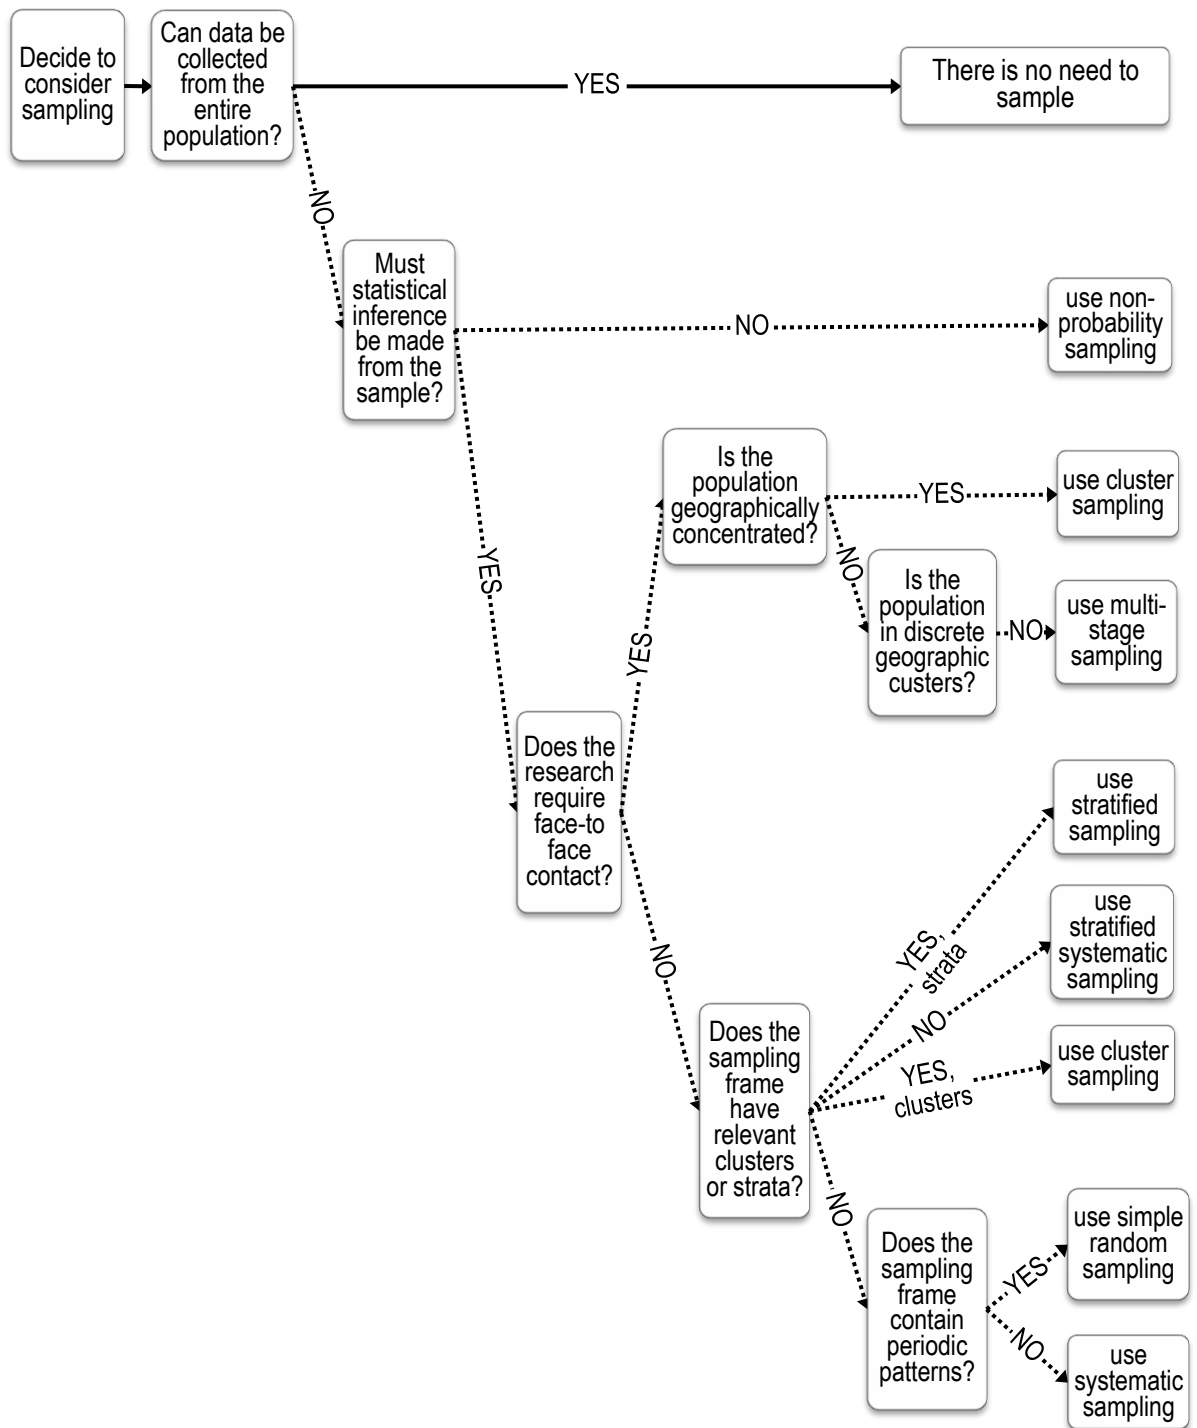 Decide to
consider
sampling
Can data be
collected
from the
entire
population?
YES
There is no need to
sample
NO
Must
statistical
inference
be made
from the
sample?
NO
use non-
probability
sampling
YES
Is the
population
geographically
concentrated?
YES
use cluster
sampling
NO
Is the
population
in discrete
geographic
custers?
NO
use multi-
stage
sampling
YES
Does the
research
require
face-to
face
contact?
NO
Does the
sampling
frame
have
relevant
clusters
or strata?
YES,
strata
use
stratified
sampling
NO
use
stratified
systematic
sampling
YES,
clusters
use cluster
sampling
NO
Does the
sampling
frame
contain
periodic
patterns?
YES
use simple
random
sampling
NO
use
systematic
sampling